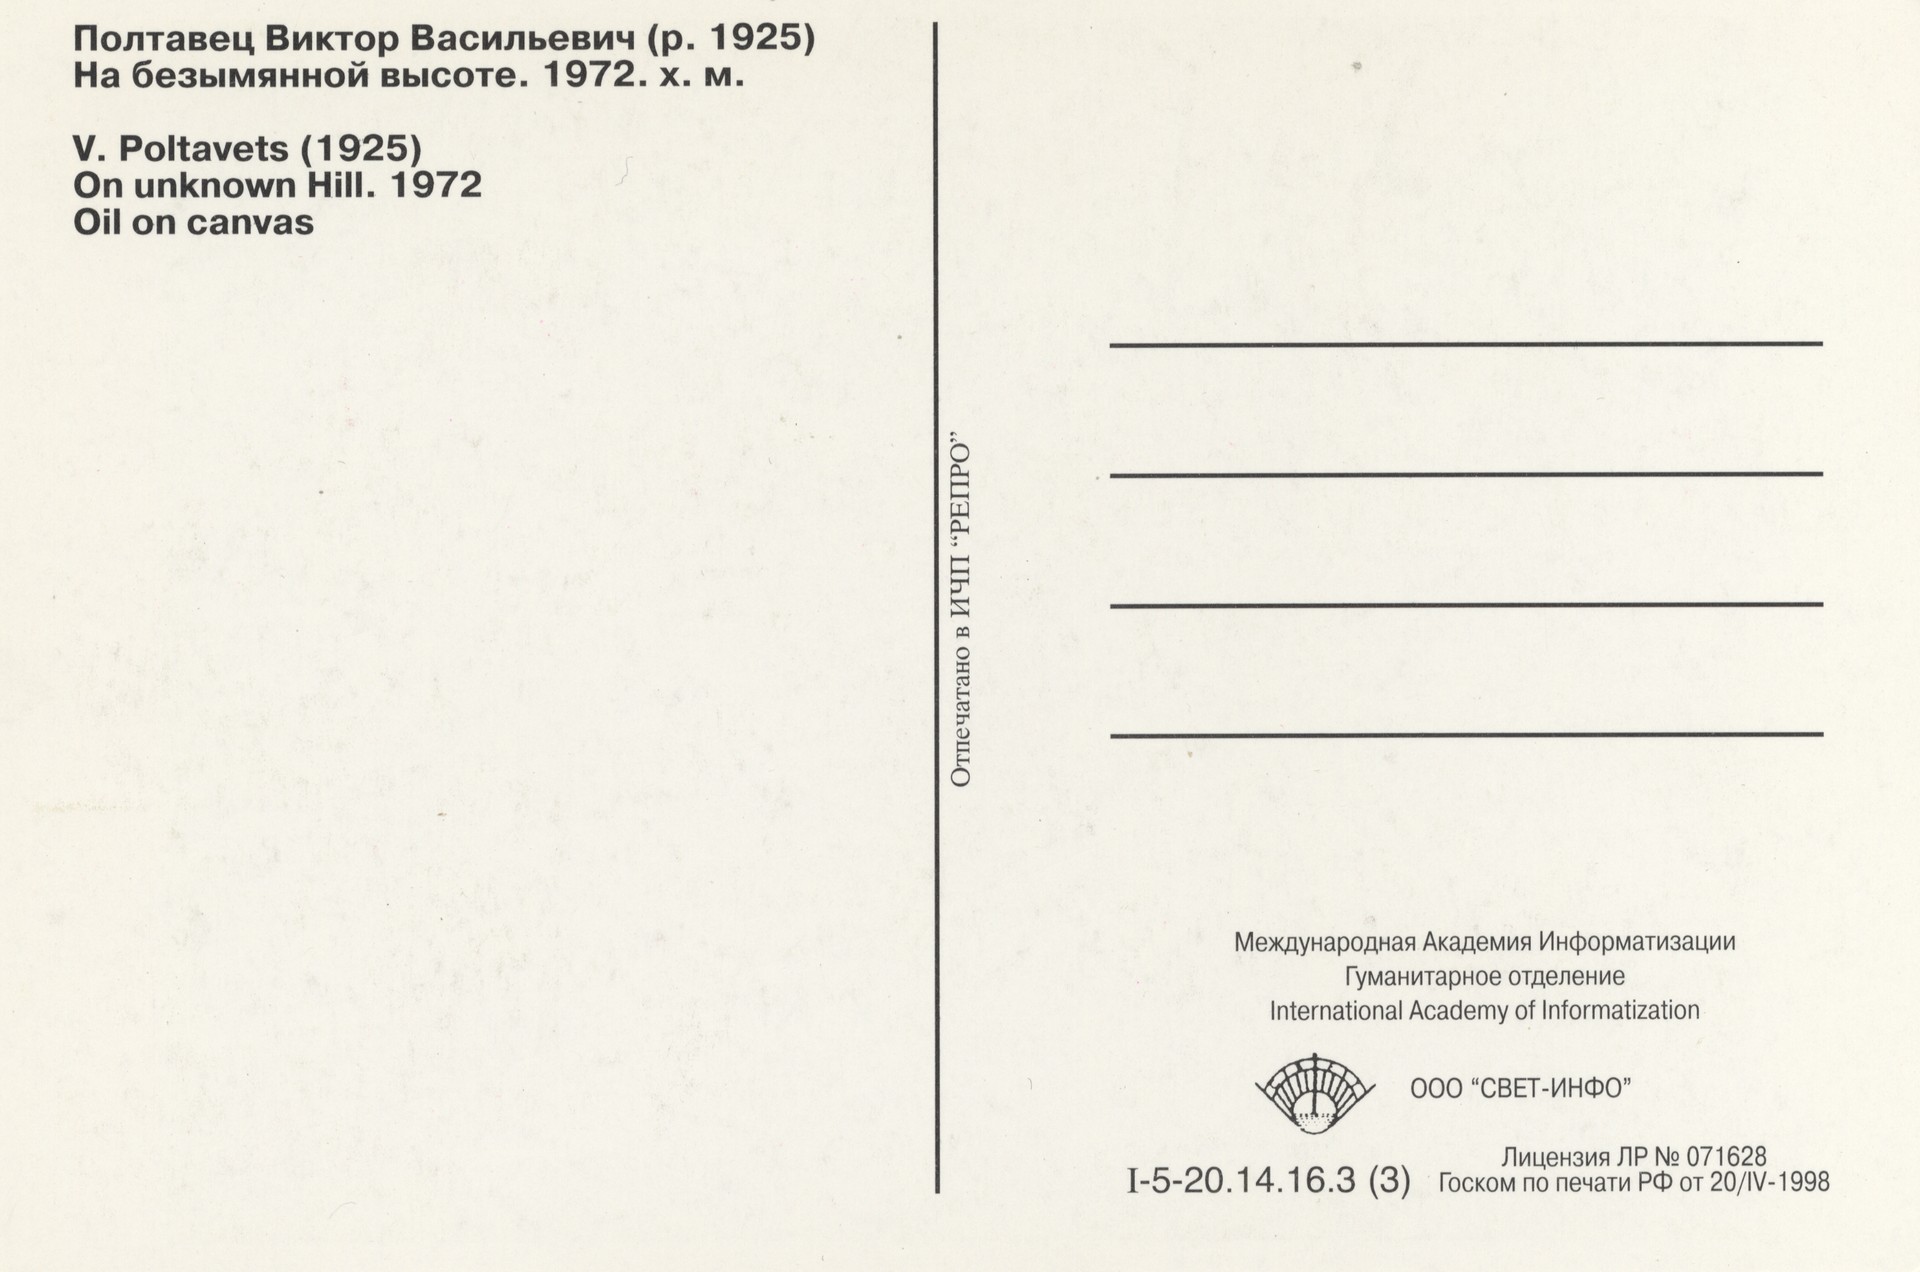 Полтавец Виктор Васильевич (р. 1925)
На безымянной высоте. 1972. х. м.
V. Poltavets (1925)
On unknown Hill. 1972
Oil on canvas
Отпечатано в ИЧП “РЕПРО”
Международная Академия Информатизации
Гуманитарное отделение
International Academy of Informatization
ООО “СВЕТ-ИНФО”
I-5-20.14.16.3 (3)
Лицензия ЛР № 071628
Госком по печати РФ от 20/IV-1998